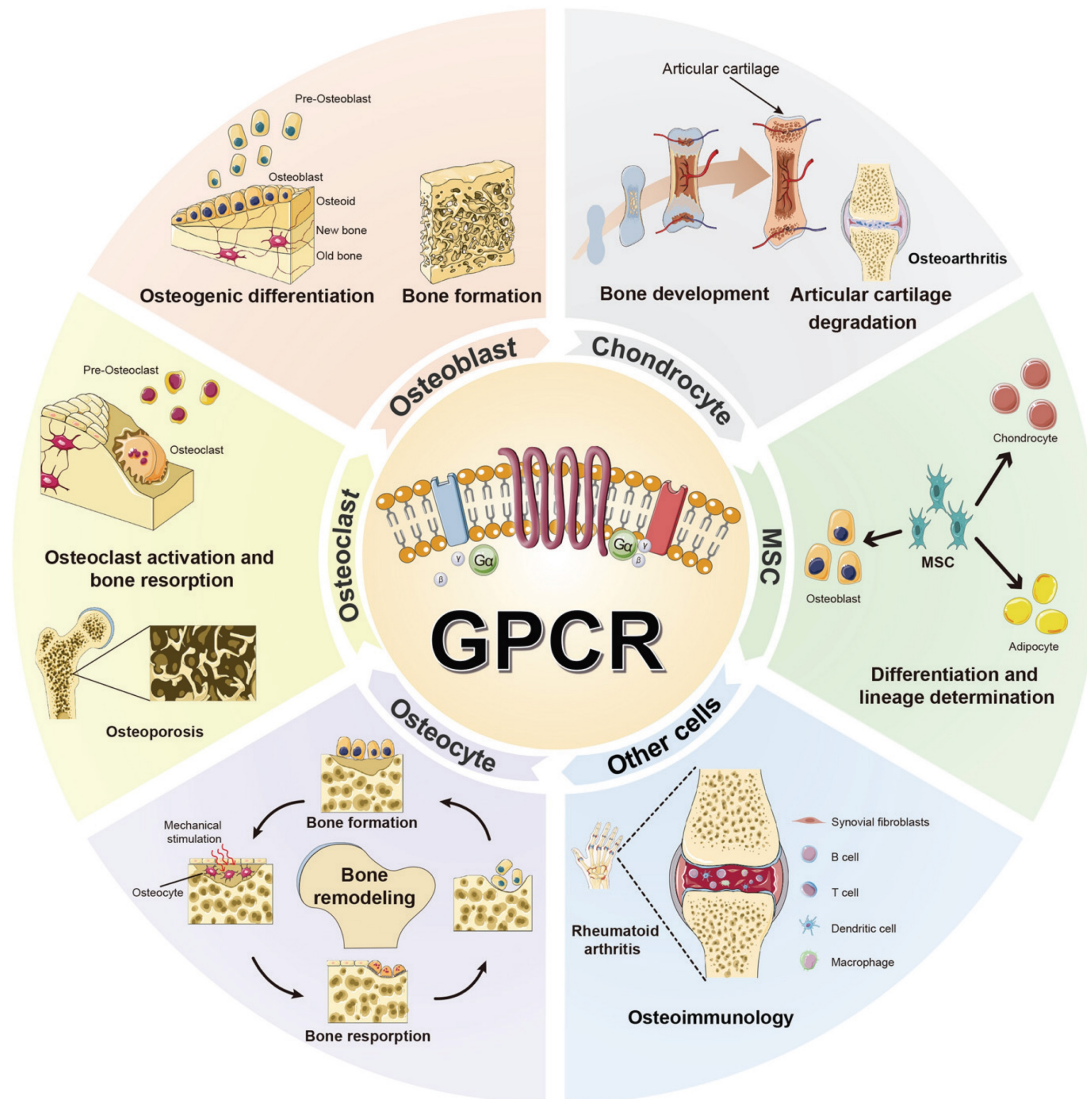 Pre-Osteoblast
Osteoblast
Osteoid
New bone
Old bone
Osteogenic differentiation
Bone formation
Articular cartilage
Osteoarthritis
Bone development
Articular cartilage
degradation
Osteoblast
Chondrocyte
MSC
Other cells
Osteocyte
Osteoclast
Gα
γ
β
Gα
γ
β
GPCR
Pre-Osteoclast
Osteoclast
Osteoclast activation and
bone resorption
Osteoporosis
Chondrocyte
MSC
Osteoblast
Adipocyte
Differentiation and
lineage determination
Bone formation
Mechanical
stimulation
Osteocyte
Bone
remodeling
Bone resporption
Rheumatoid
arthritis
Synovial fibroblasts
B cell
T cell
Dendritic cell
Macrophage
Osteoimmunology